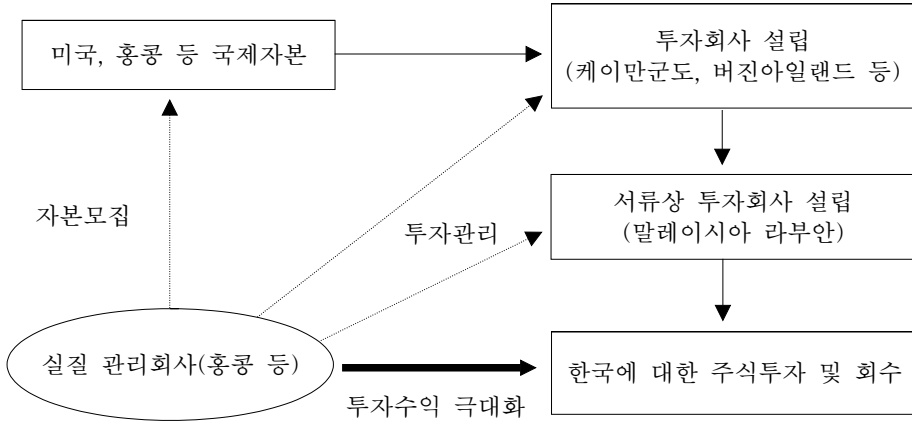 미국, 홍콩 등 국제자본
투자회사 설립
(케이만군도, 버진아일랜드 등)
자본모집
투자관리
서류상 투자회사 설립
(말레이시아 라부안)
실질 관리회사(홍콩 등)
투자수익 극대화
한국에 대한 주식투자 및 회수